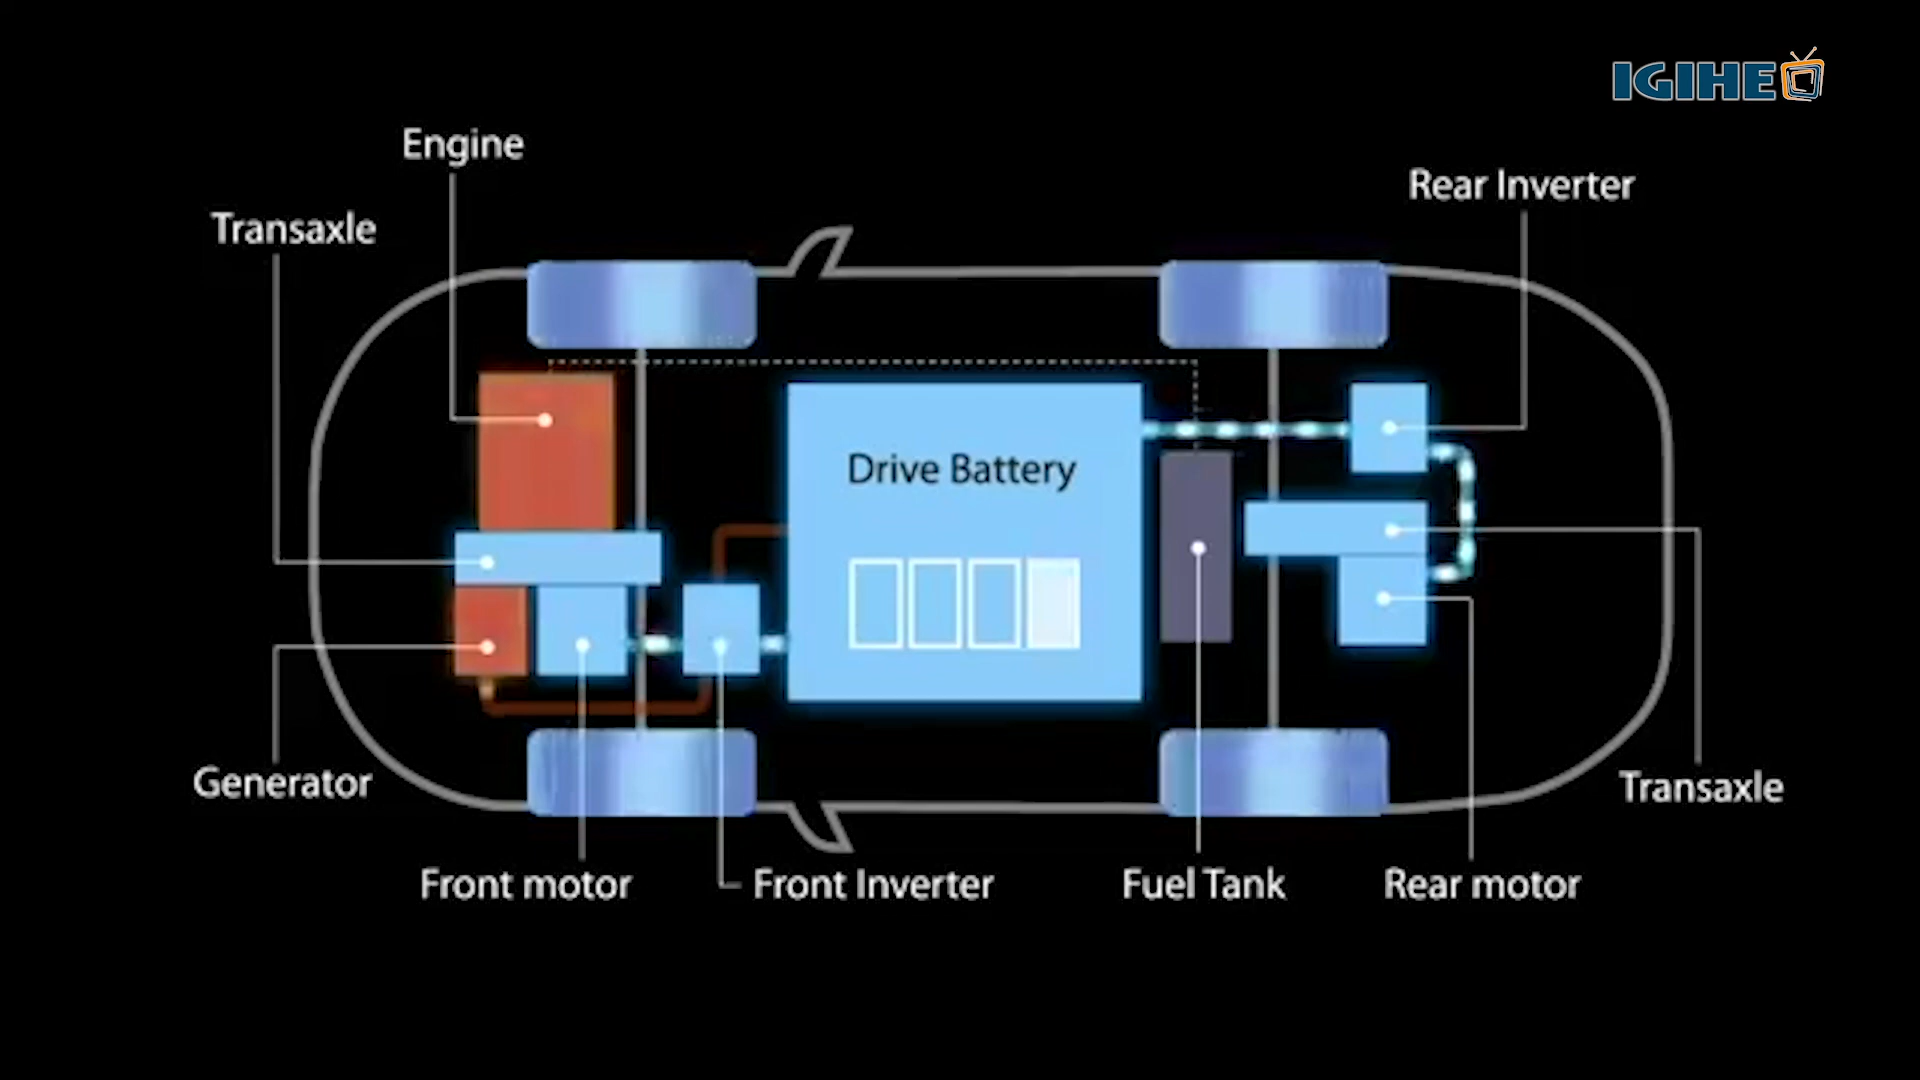 IGIHE
Engine
Rear Inverter
Transaxle
Drive Battery
Generator
Transaxle
Front motor
Front Inverter
Fuel Tank
Rear motor